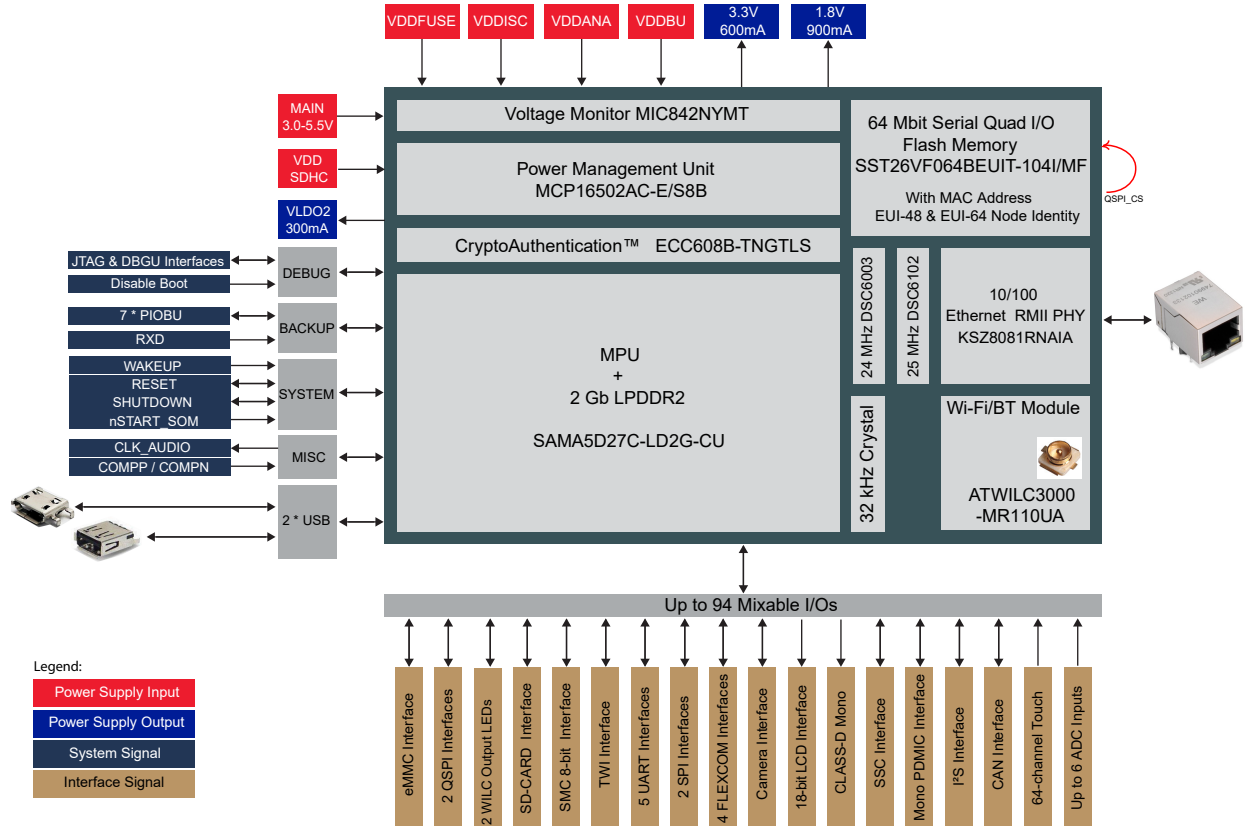 VDDFUSE
VDDISC
VDDANA
VDDBU
3.3V
600mA
1.8V
900mA
MAIN
3.0-5.5V
VDD
SDHC
VLDO2
300mA
Voltage Monitor MIC842NYMT
Power Management Unit
MCP16502AC-E/S8B
CryptoAuthentication™ ECC608B-TNGTLS
MPU
+
2 Gb LPDDR2
SAMA5D27C-LD2G-CU
64 Mbit Serial Quad I/O
Flash Memory
SST26VF064BEUIT-104I/MF
With MAC Address
EUI-48 & EUI-64 Node Identity
QSPI_CS
24 MHz DSC6003
25 MHz DSC6102
10/100
Ethernet RMII PHY
KSZ8081RNAIA
32 kHz Crystal
Wi-Fi/BT Module
ATWILC3000
-MR110UA
JTAG & DBGU Interfaces
Disable Boot
DEBUG
7 * PIOBU
RXD
BACKUP
WAKEUP
RESET
SHUTDOWN
nSTART_SOM
SYSTEM
CLK_AUDIO
COMPP / COMPN
MISC
2 * USB
Up to 94 Mixable I/Os
eMMC Interface
2 QSPI Interfaces
2 WILC Output LEDs
SD-CARD Interface
SMC 8-bit Interface
TWI Interface
5 UART Interfaces
2 SPI Interfaces
4 FLEXCOM Interfaces
Camera Interface
18-bit LCD Interface
CLASS-D Mono
SSC Interface
Mono PDMIC Interface
I²S Interface
CAN Interface
64-channel Touch
Up to 6 ADC Inputs
Legend:
Power Supply Input
Power Supply Output
System Signal
Interface Signal